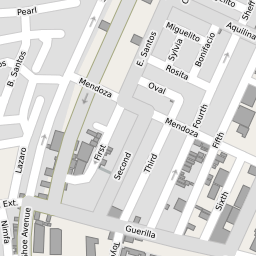 Pearl
Miguelito
Aquilina
Sylvia
Bonifacio
E. Santos
B. Santos
Rosita
Mendoza
Oval
Fourth
Mendoza
Fifth
First
Second
Third
Lazaro
Sixth
Ext.
Nimfa
Avenue
Guerilla